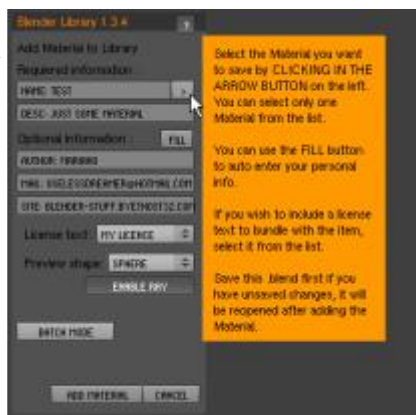 Blender Library 1.3.4
?
Add Material to Library
Requiered information :
NAME: TEST
>
DESC: JUST SOME MATERIAL
Optional information :
FILL
AUTHOR: MARIANO
MAIL: USELESSDREAMER@HOTMAIL.COM
SITE: BLENDER-STUFF.BYETHOST32.COM
License text:
MY LICENCE
Preview shape:
SPHERE
ENABLE RAY
BATCH MODE
ADD MATERIAL
CANCEL
Select the Material you want
to save by CLICKING IN THE
ARROW BUTTON on the left.
You can select only one
Material from the list.
You can use the FILL button
to auto enter your personal
info.
If you wish to include a license
text to bundle with the item,
select it from the list.
Save this .blend first if you
have unsaved changes, it will
be reopened after adding the
Material.